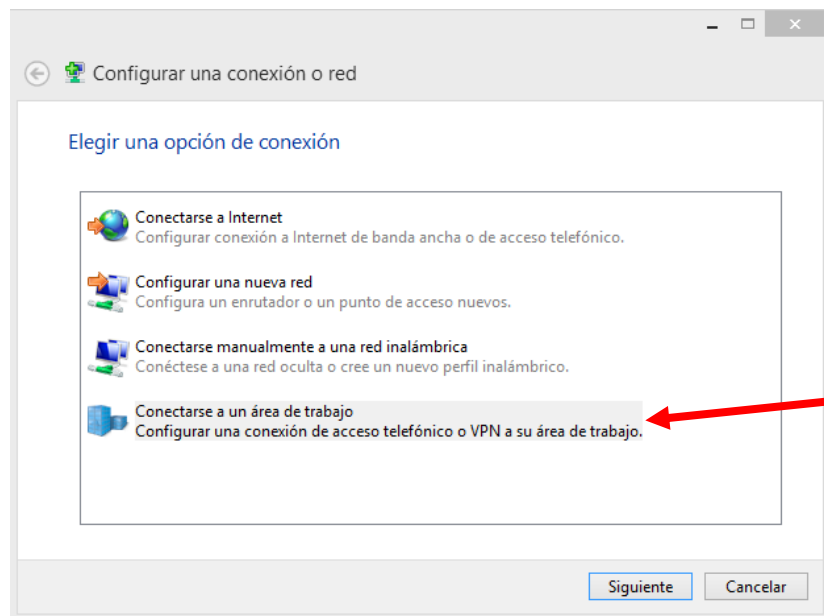 Configurar una conexión o red
Elegir una opción de conexión
Conectarse a Internet
Configurar conexión a Internet de banda ancha o de acceso telefónico.
Configurar una nueva red
Configura un enrutador o un punto de acceso nuevos.
Conectarse manualmente a una red inalámbrica
Conéctese a una red oculta o cree un nuevo perfil inalámbrico.
Conectarse a un área de trabajo
Configurar una conexión de acceso telefónico o VPN a su área de trabajo.
Siguiente Cancelar